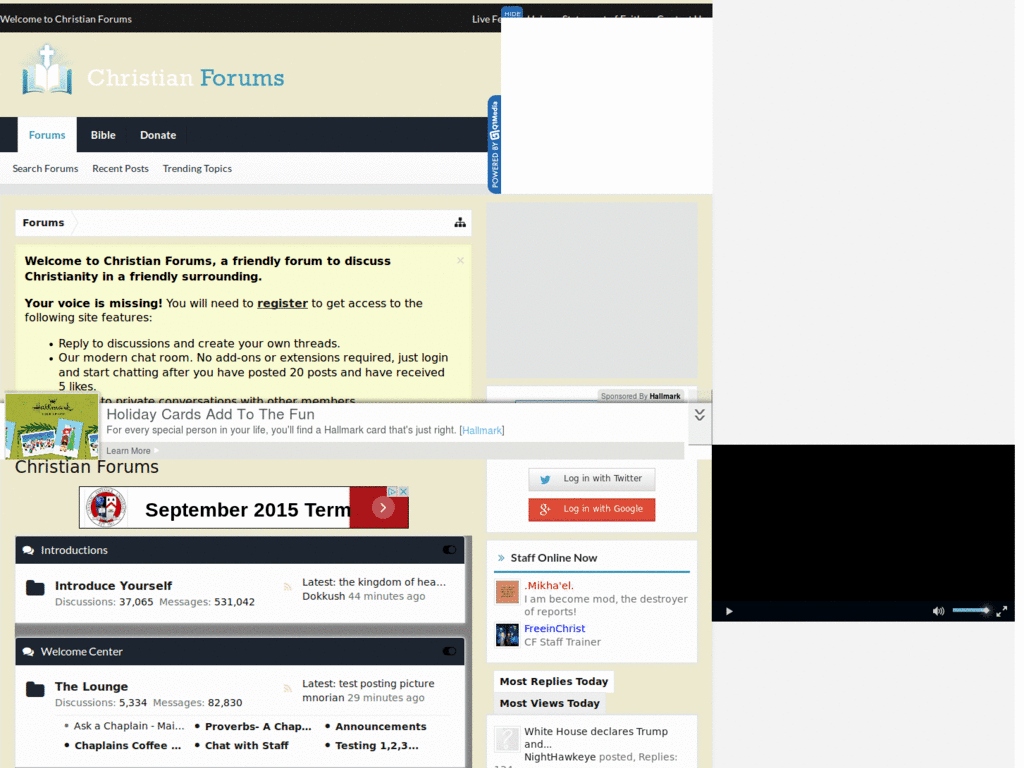 Welcome to Christian Forums
Live
HIDE
Christian Forums
POWERED BY Q1Media
Forums
Bible
Donate
Search Forums
Recent Posts
Trending Topics
Forums
Welcome to Christian Forums, a friendly forum to discuss
Christianity in a friendly surrounding.
Your voice is missing! You will need to register to get access to the
following site features:
Reply to discussions and create your own threads.
Our modern chat room. No add-ons or extensions required, just login
and start chatting after you have posted 20 posts and have received
5 likes.
to private conversations with other members.
Sponsored By Hallmark
Hallmark
Holiday Cards Add To The Fun
For every special person in your life, you'll find a Hallmark card that's just right. [Hallmark]
Learn More >
Christian Forums
September 2015 Term
Log in with Twitter
Log in with Google
Introductions
Introduce Yourself
Discussions: 37,065 Messages: 531,042
Latest: the kingdom of hea...
Dokkush 44 minutes ago
Welcome Center
The Lounge
Discussions: 5,334 Messages: 82,830
Latest: test posting picture
mnorian 29 minutes ago
Ask a Chaplain - Mai...
Proverbs- A Chap...
Announcements
Chaplains Coffee ...
Chat with Staff
Testing 1,2,3...
Staff Online Now
.Mikha'el.
I am become mod, the destroyer
of reports!
FreeinChrist
CF Staff Trainer
Most Replies Today
Most Views Today
White House declares Trump
and...
NightHawkeye posted, Replies: